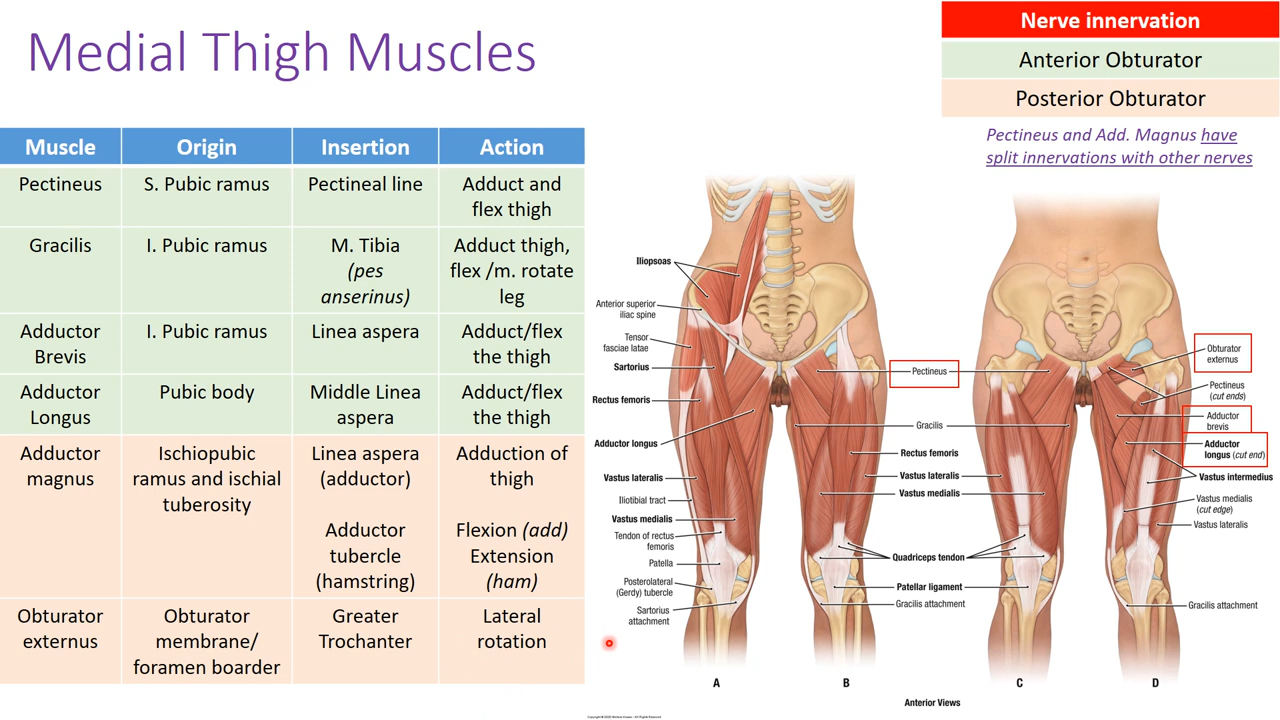 Medial Thigh Muscles
Nerve innervation
Anterior Obturator
Posterior Obturator
Pectineus and Add. Magnus have
split innervations with other nerves
Muscle Origin Insertion Action
Pectineus S. Pubic ramus Pectineal line Adduct and
flex thigh
Gracilis I. Pubic ramus M. Tibia Adduct thigh,
(pes flex /m. rotate
anserinus) leg
Adductor I. Pubic ramus Linea aspera Adduct/flex
Brevis the thigh
Adductor Pubic body Middle Linea Adduct/flex
Longus aspera the thigh
Adductor Ischiopubic Linea aspera Adduction of
magnus ramus and ischial (adductor) thigh
tuberosity
Adductor Flexion (add)
tubercle Extension
(hamstring) (ham)
Obturator Obturator Greater Lateral
externus membrane/ Trochanter rotation
foramen boarder
Iliopsoas
Anterior superior
iliac spine
Tensor
fasciae latae
Sartorius
Rectus femoris
Adductor longus
Vastus lateralis
Iliotibial tract
Vastus medialis
Tendon of rectus
femoris
Patella
Posterolateral
(Gerdy) tubercle
Sartorius
attachment
Pectineus
Gracilis
Rectus femoris
Vastus lateralis
Vastus medialis
Quadriceps tendon
Patellar ligament
Gracilis attachment
Obturator
externus
Pectineus
(cut ends)
Adductor
brevis
Adductor
longus (cut end)
Vastus intermedius
Vastus medialis
(cut edge)
Vastus lateralis
Gracilis attachment
A B C D
Anterior Views